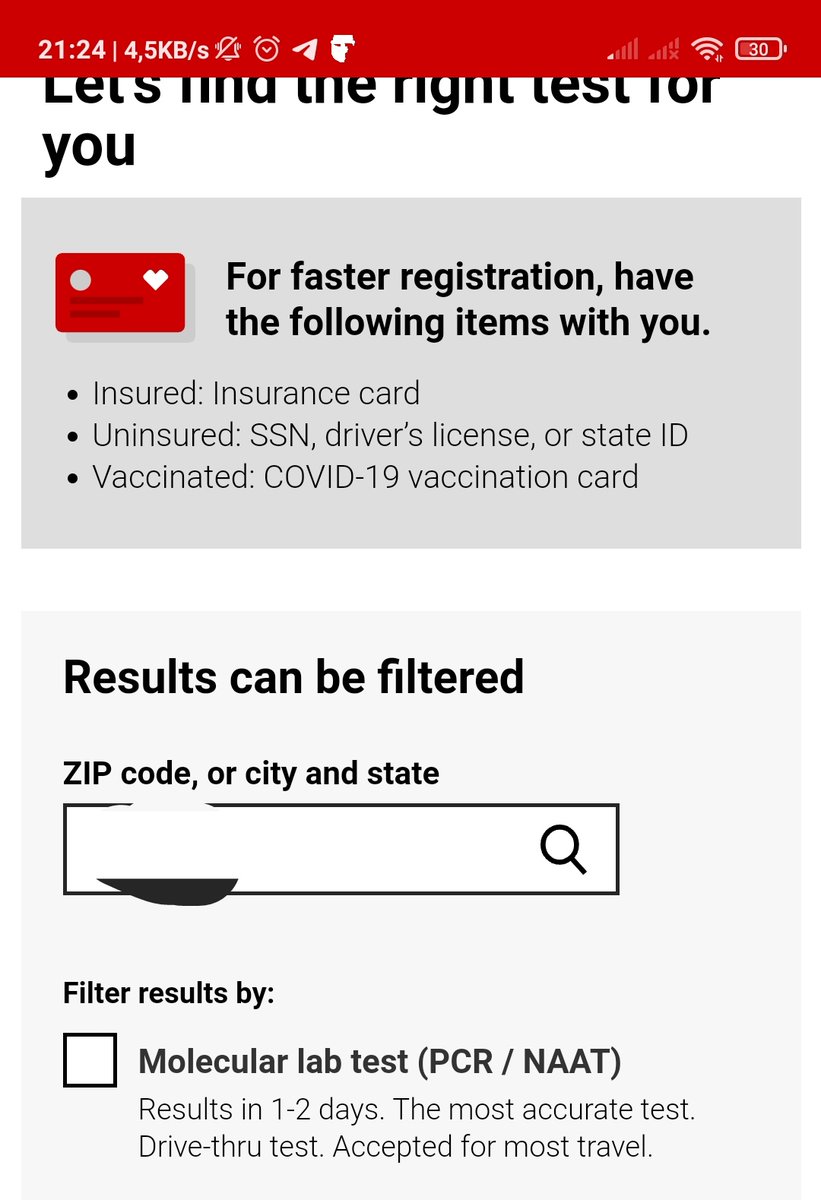 21:24 | 4,5KB/s
30
Let's find the right test for
you
For faster registration, have
the following items with you.
• Insured: Insurance card
• Uninsured: SSN, driver’s license, or state ID
• Vaccinated: COVID-19 vaccination card
Results can be filtered
ZIP code, or city and state
Filter results by:
Molecular lab test (PCR / NAAT)
Results in 1-2 days. The most accurate test.
Drive-thru test. Accepted for most travel.